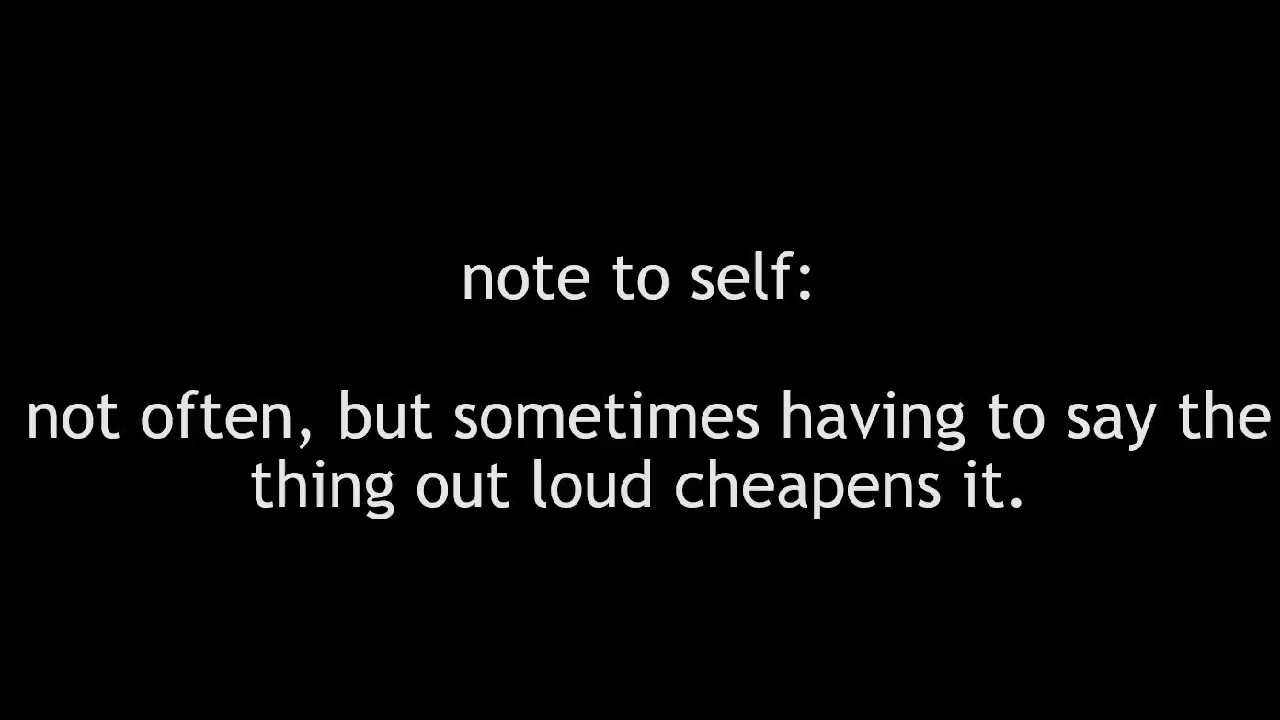 note to self:
not often, but sometimes having to say the
thing out loud cheapens it.